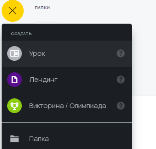 ПАПКИ
СОЗДАТЬ
Урок
?
Лендинг
?
Викторина / Олимпиада
?
Папка